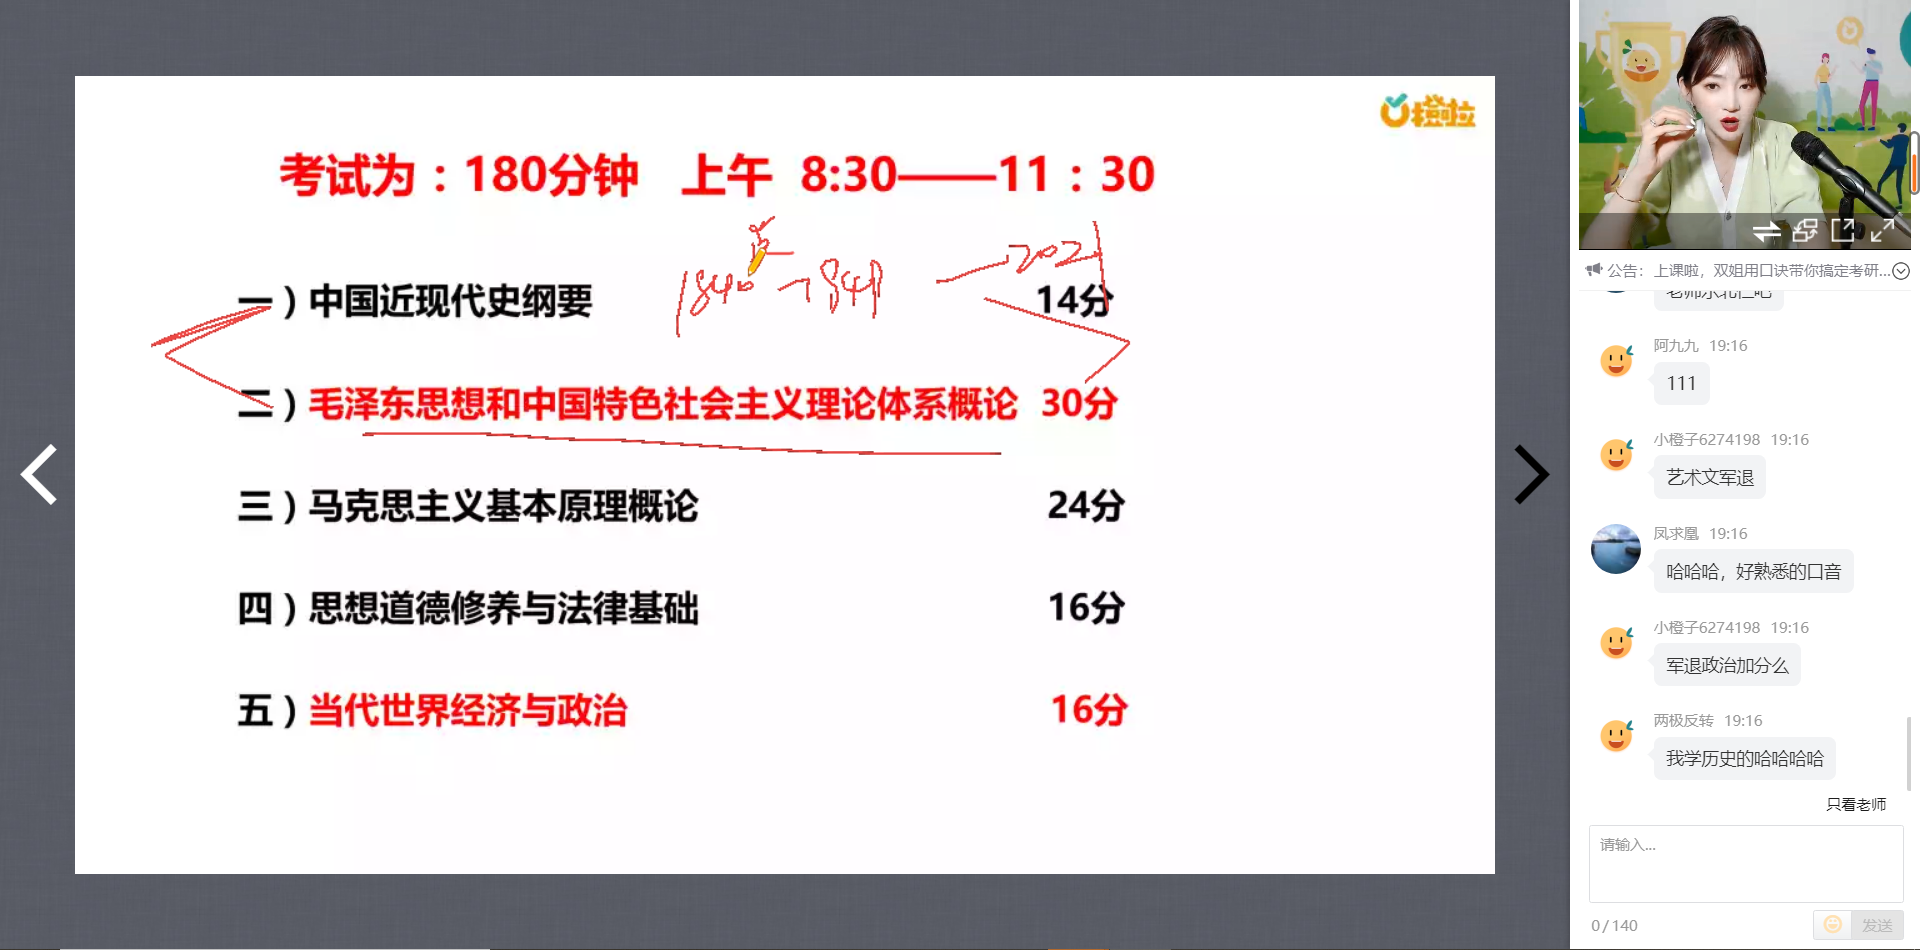 橙啦
考试为：180分钟 上午 8:30——11：30
1840 → 1949 — 2021
一）中国近现代史纲要 14分
二）毛泽东思想和中国特色社会主义理论体系概论 30分
三）马克思主义基本原理概论 24分
四）思想道德修养与法律基础 16分
五）当代世界经济与政治 16分
公告：上课啦，双姐用口诀带你搞定考研...
阿九九 19:16
111
小橙子6274198 19:16
艺术文军退
凤求凰 19:16
哈哈哈，好熟悉的口音
小橙子6274198 19:16
军退政治加分么
两极反转 19:16
我学历史的哈哈哈哈
只看老师
请输入...
0/140
发送